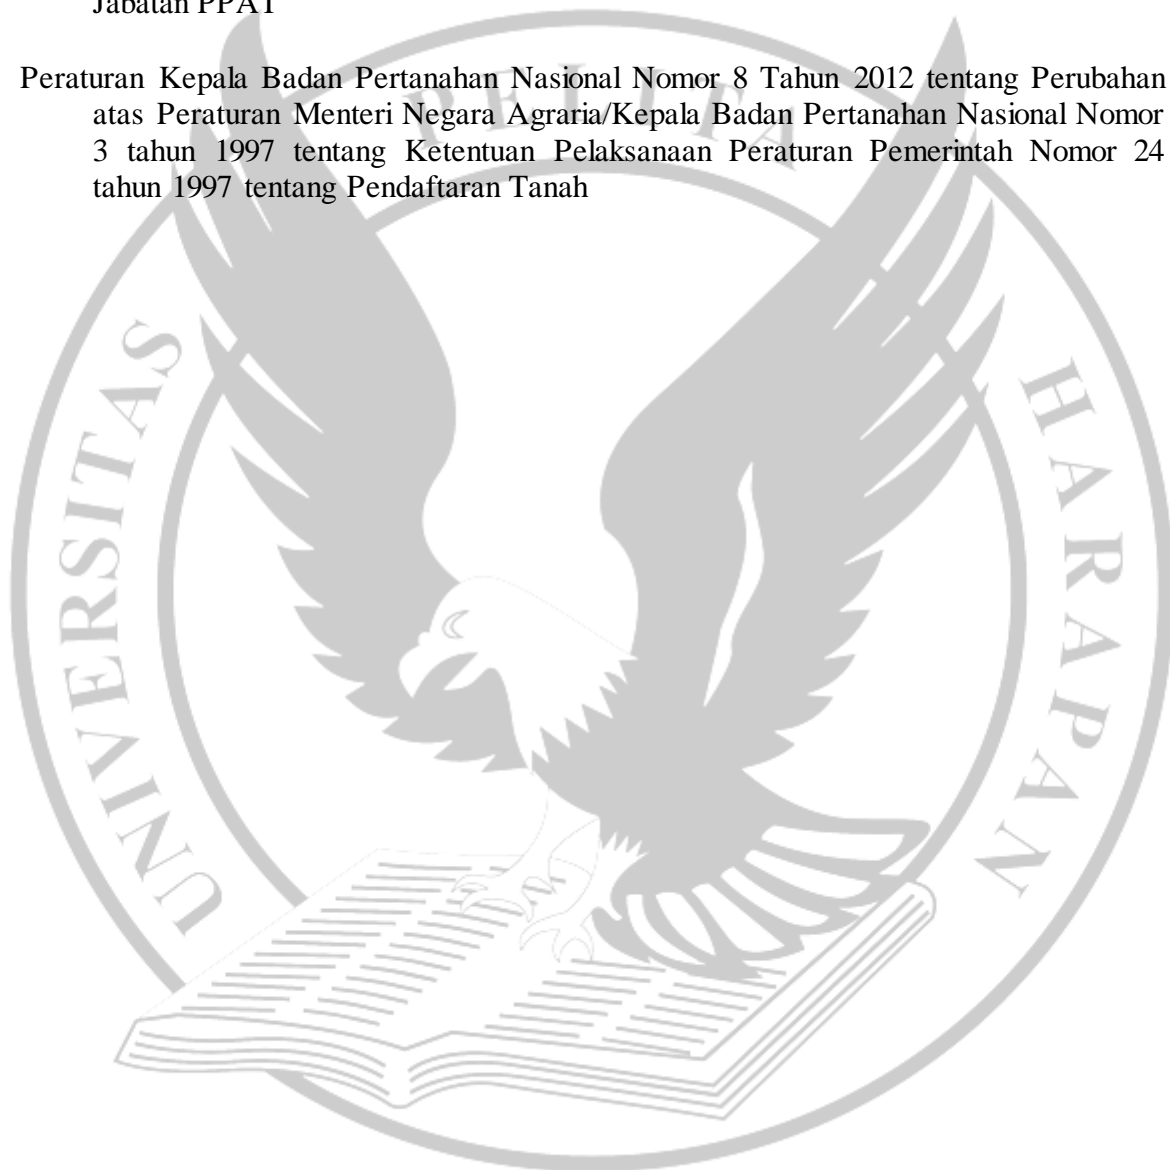 Jabatan PPAT
Peraturan Kepala Badan Pertanahan Nasional Nomor 8 Tahun 2012 tentang Perubahan
atas Peraturan Menteri Negara Agraria/Kepala Badan Pertanahan Nasional Nomor
3 tahun 1997 tentang Ketentuan Pelaksanaan Peraturan Pemerintah Nomor 24
tahun 1997 tentang Pendaftaran Tanah
UNIVERSITAS PELITA HARAPAN